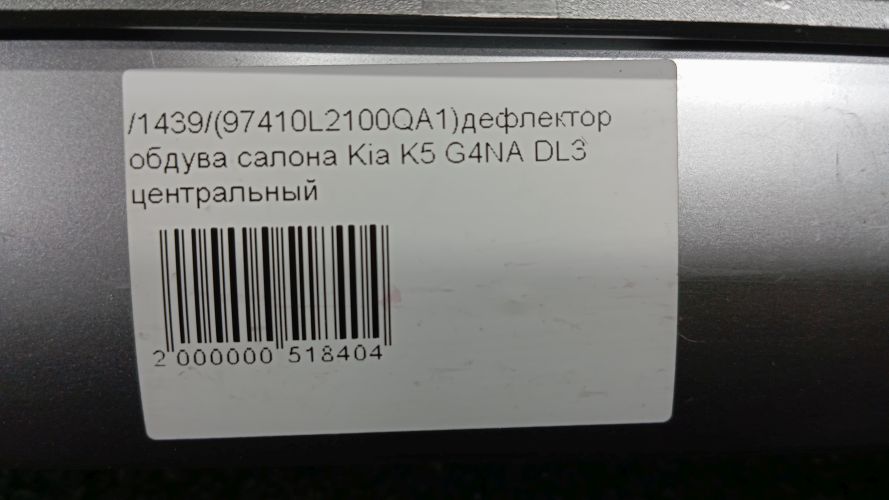 /1439/(97410L2100QA1)дефлектор
обдува салона Kia K5 G4NA DL3
центральный
2 000000 518404